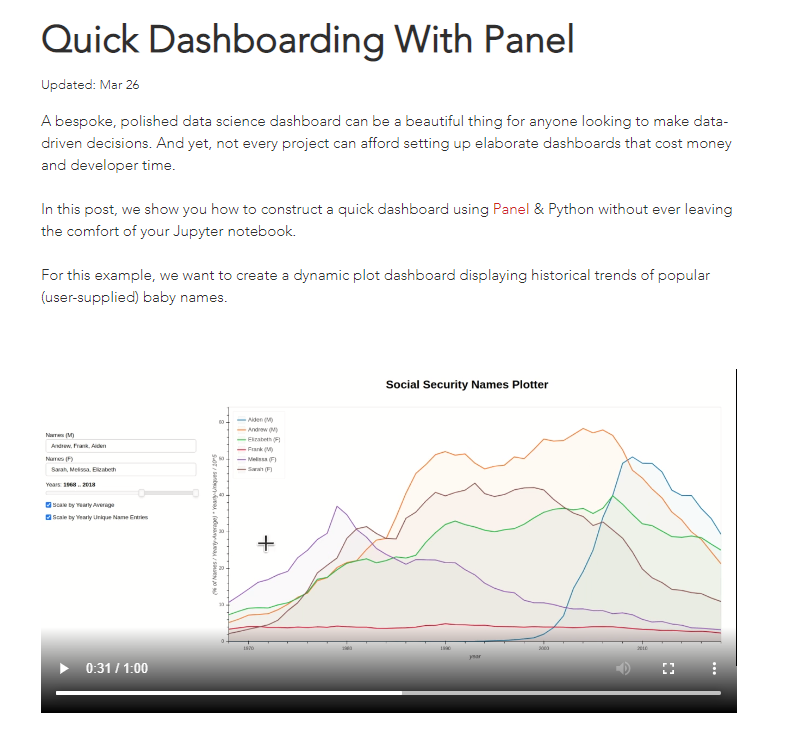 Quick Dashboarding With Panel
Updated: Mar 26
A bespoke, polished data science dashboard can be a beautiful thing for anyone looking to make data-
driven decisions. And yet, not every project can afford setting up elaborate dashboards that cost money
and developer time.
In this post, we show you how to construct a quick dashboard using Panel & Python without ever leaving
the comfort of your Jupyter notebook.
For this example, we want to create a dynamic plot dashboard displaying historical trends of popular
(user-supplied) baby names.
Social Security Names Plotter
Names (M)
Andrew, Frank, Aiden
Names (F)
Sarah, Melissa, Elizabeth
Years: 1968 .. 2018
Scale by Yearly Average
Scale by Yearly Unique Name Entries
Aiden (M)
Andrew (M)
Elizabeth (F)
Frank (M)
Melissa (F)
Sarah (F)
(% of Names / Yearly-Average) * Yearly-Uniques / 10^5
60
50
40
30
20
10
0
1970
1980
1990
2000
2010
year
0:31 / 1:00